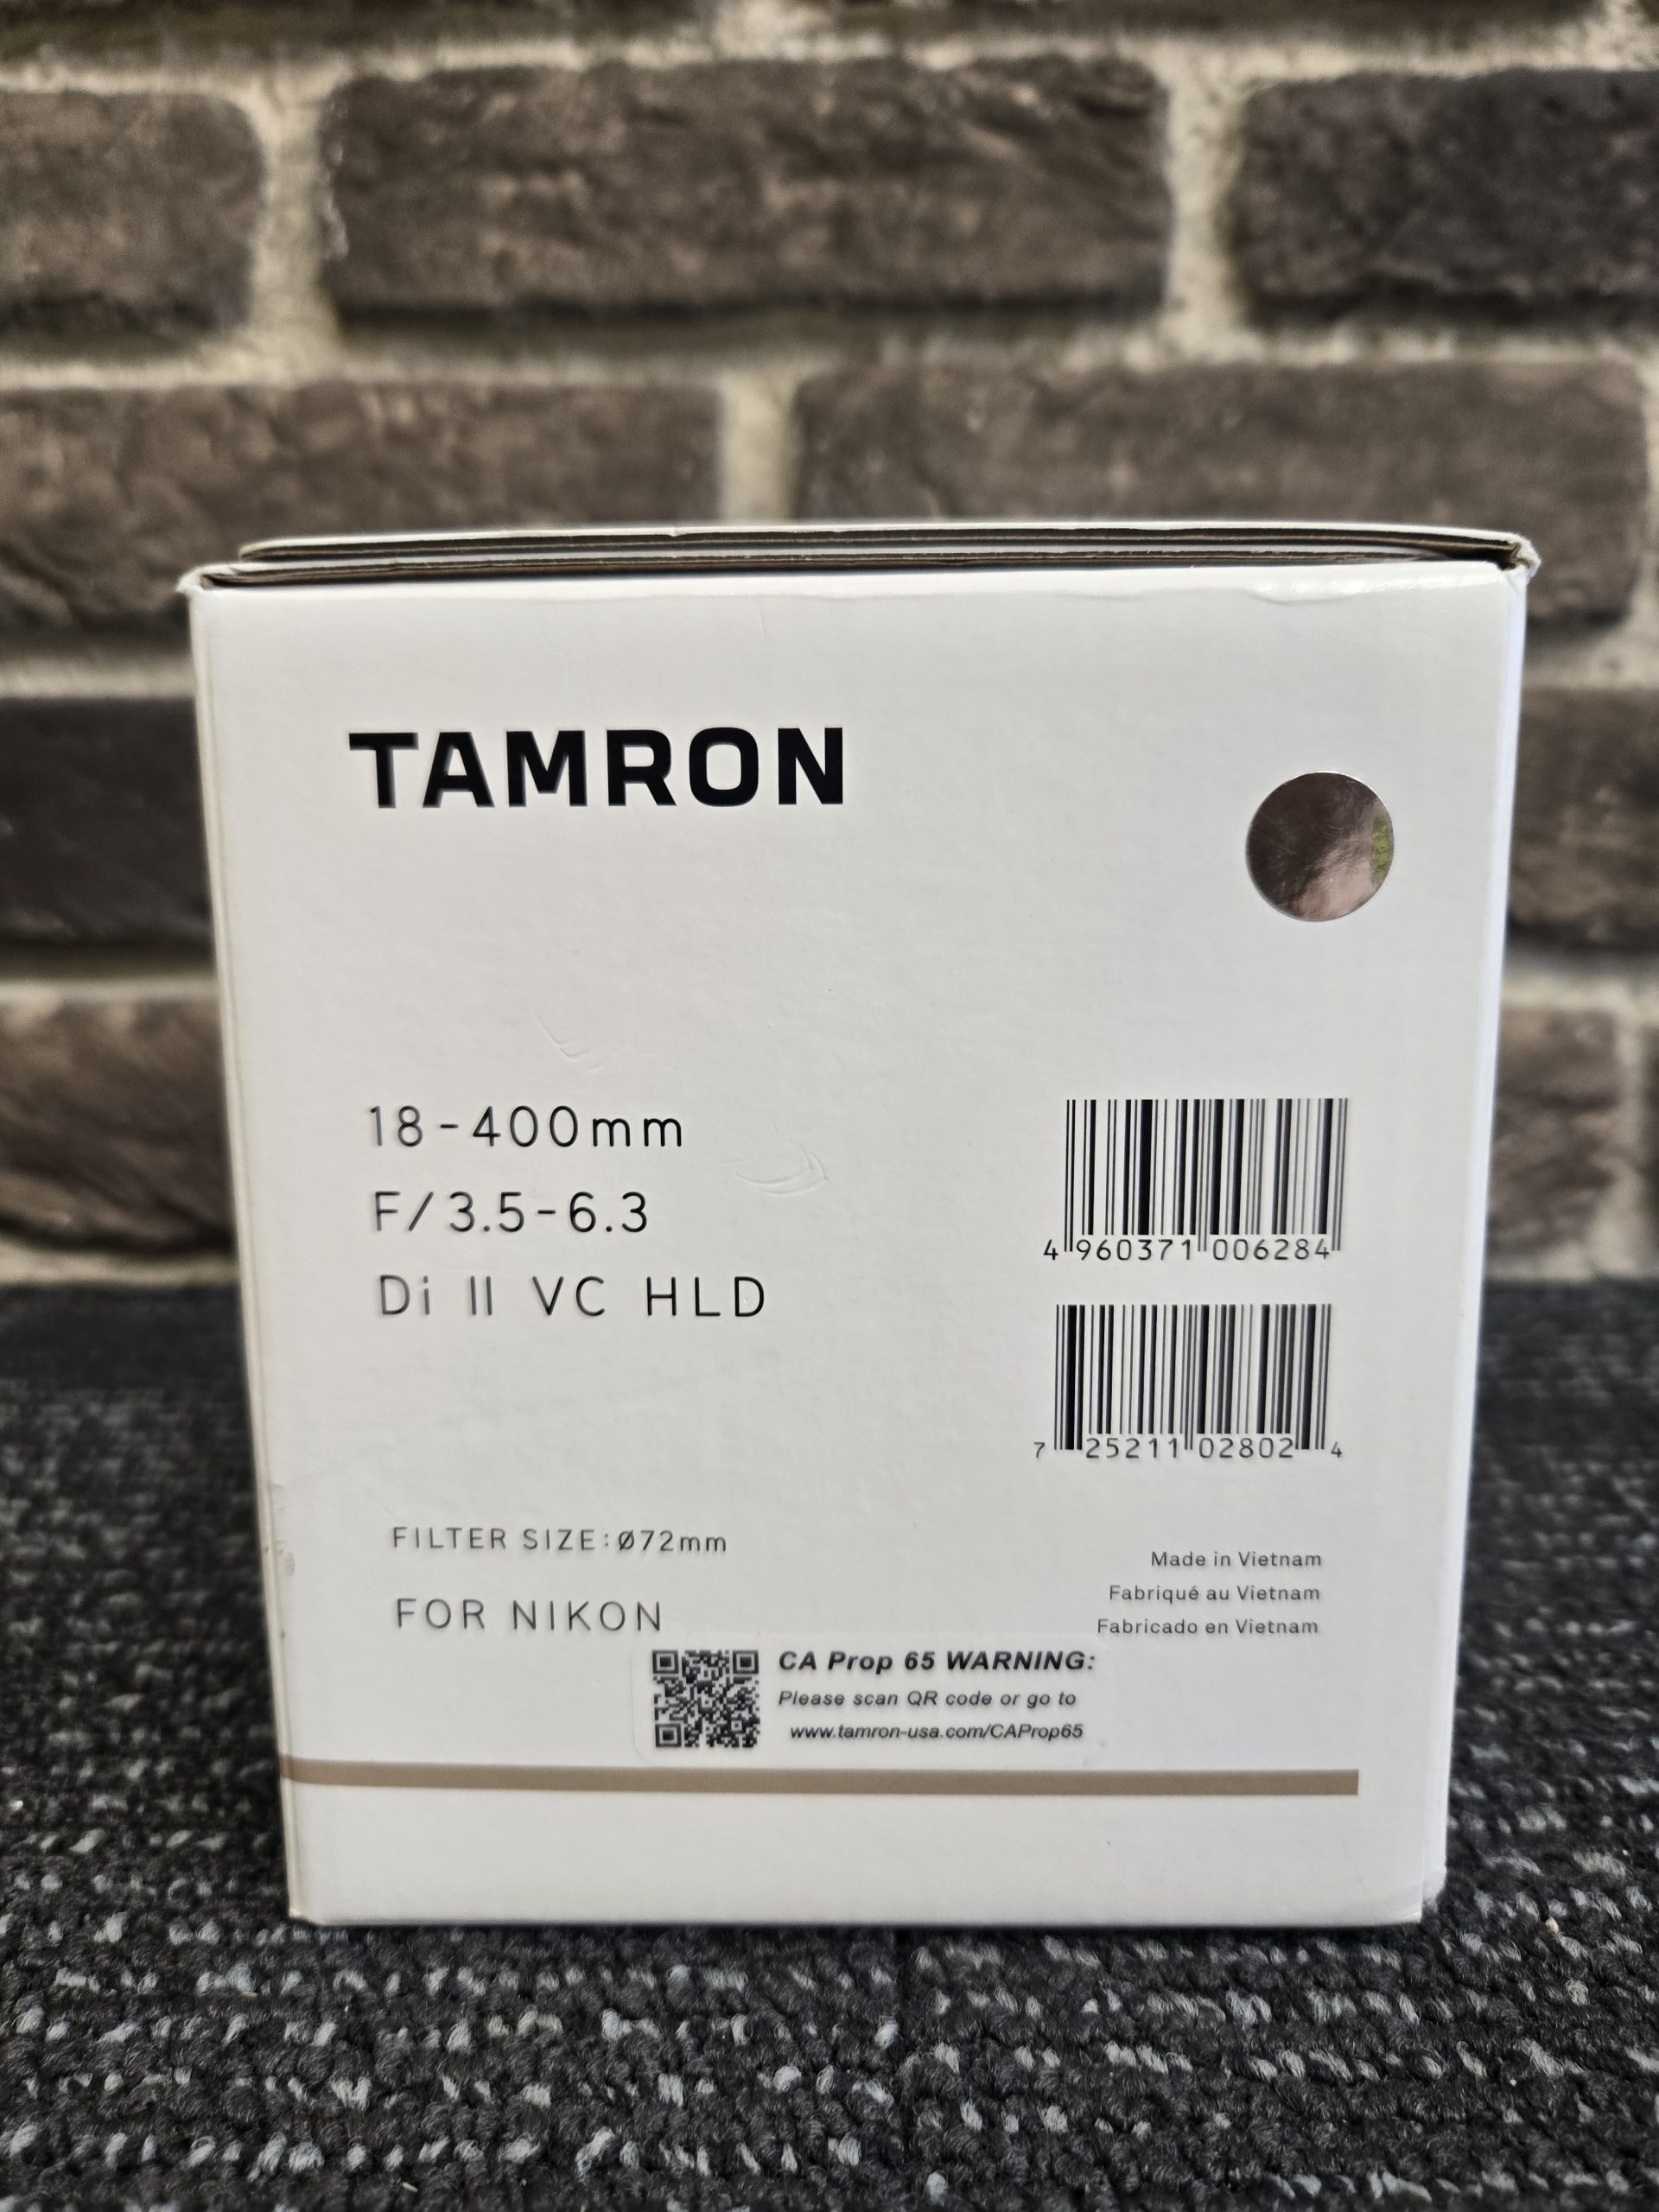 TAMRON
18-400mm
F/3.5-6.3
Di II VC HLD
4 960371 006284
7 25211 02802 4
FILTER SIZE:Ø72mm
FOR NIKON
Made in Vietnam
Fabriqué au Vietnam
Fabricado en Vietnam
CA Prop 65 WARNING:
Please scan QR code or go to
www.tamron-usa.com/CAProp65